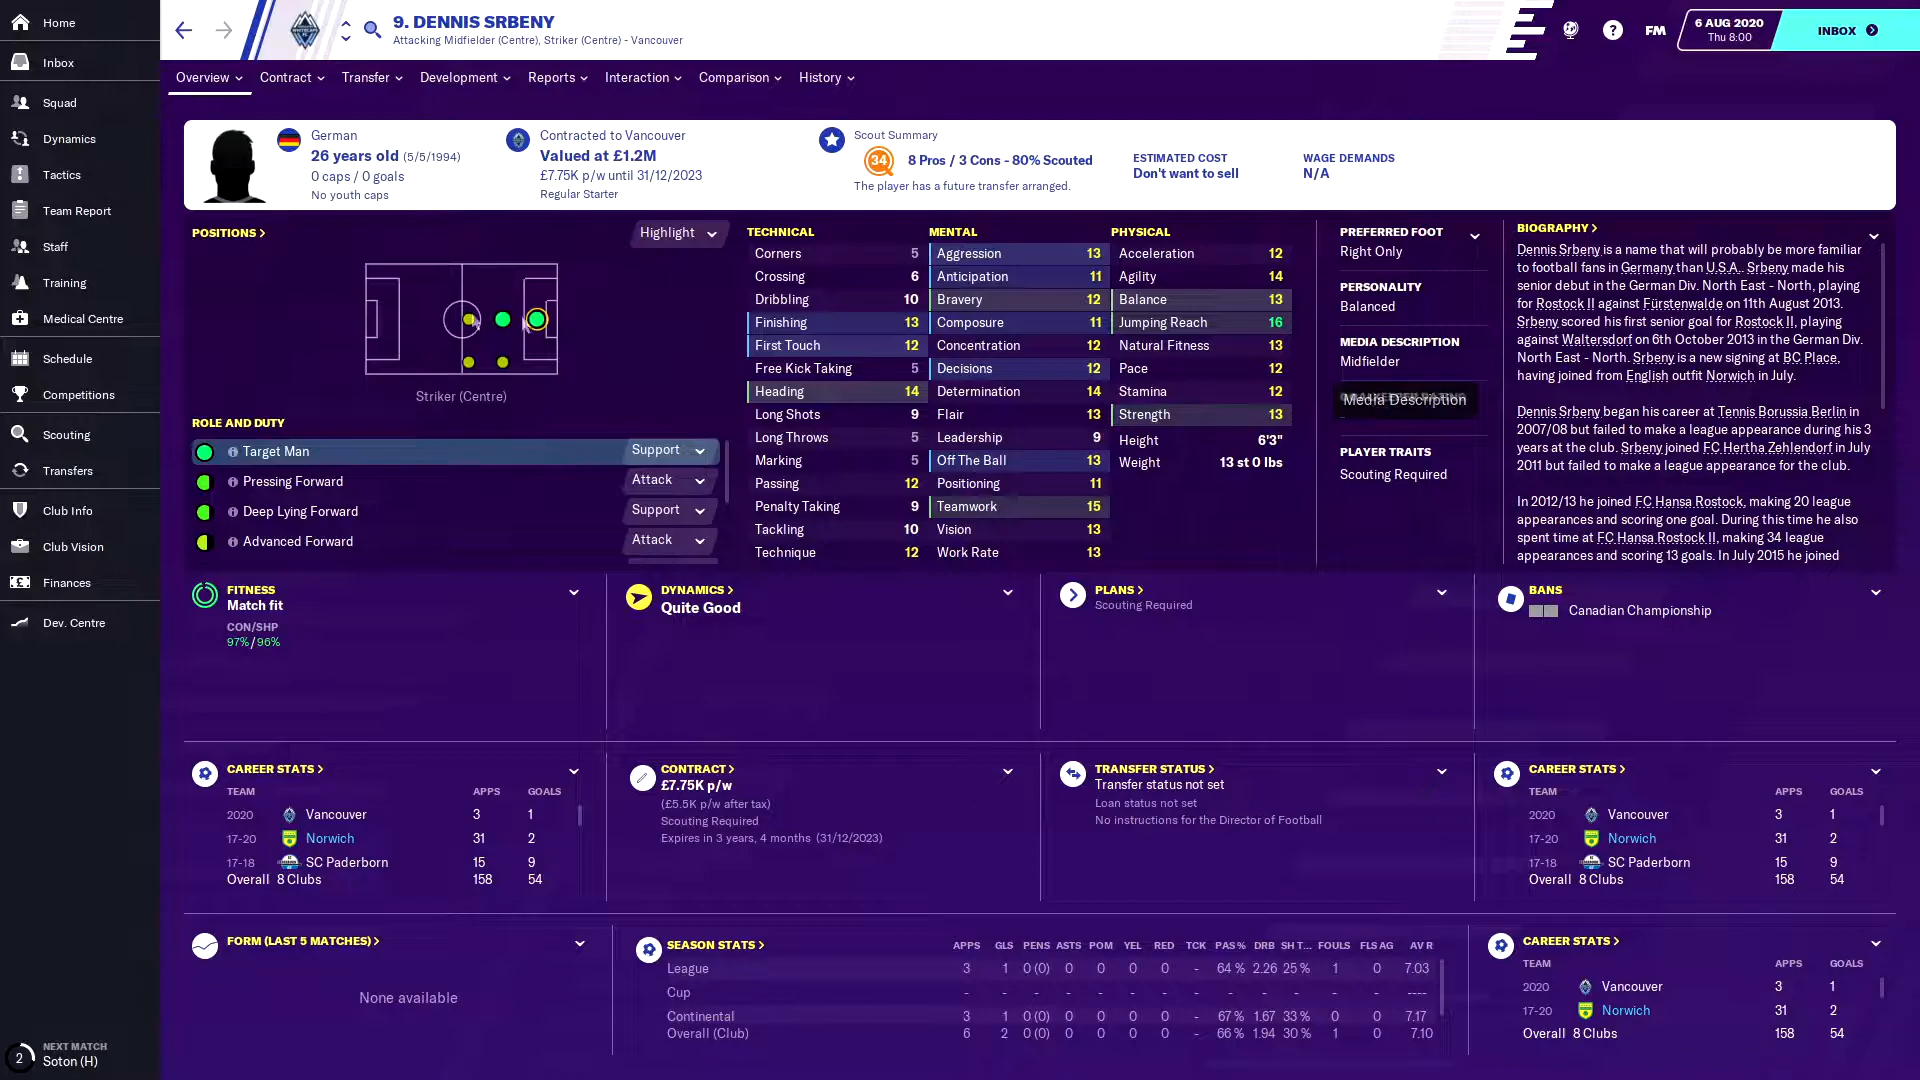 Home
Inbox
Squad
Dynamics
Tactics
Team Report
Staff
Training
Medical Centre
Schedule
Competitions
Scouting
Transfers
Club Info
Club Vision
Finances
Dev. Centre
2
NEXT MATCH
Soton (H)
9. DENNIS SRBENY
Attacking Midfielder (Centre), Striker (Centre) - Vancouver
?
FM
6 AUG 2020
Thu 8:00
INBOX
Overview Contract Transfer Development Reports Interaction Comparison History
German
26 years old (5/5/1994)
0 caps / 0 goals
No youth caps
Contracted to Vancouver
Valued at £1.2M
£7.75K p/w until 31/12/2023
Regular Starter
Scout Summary
34 8 Pros / 3 Cons - 80% Scouted
The player has a future transfer arranged.
ESTIMATED COST
Don't want to sell
WAGE DEMANDS
N/A
POSITIONS
Highlight
Striker (Centre)
ROLE AND DUTY
Target Man Support
Pressing Forward Attack
Deep Lying Forward Support
Advanced Forward Attack
TECHNICAL
Corners 5
Crossing 6
Dribbling 10
Finishing 13
First Touch 12
Free Kick Taking 5
Heading 14
Long Shots 9
Long Throws 5
Marking 5
Passing 12
Penalty Taking 9
Tackling 10
Technique 12
MENTAL
Aggression 13
Anticipation 11
Bravery 12
Composure 11
Concentration 12
Decisions 12
Determination 14
Flair 13
Leadership 9
Off The Ball 13
Positioning 11
Teamwork 15
Vision 13
Work Rate 13
PHYSICAL
Acceleration 12
Agility 14
Balance 13
Jumping Reach 16
Natural Fitness 13
Pace 12
Stamina 12
Strength 13
Height 6'3"
Weight 13 st 0 lbs
PREFERRED FOOT
Right Only
PERSONALITY
Balanced
MEDIA DESCRIPTION
Midfielder
Media Description
PLAYER TRAITS
Scouting Required
BIOGRAPHY
Dennis Srbeny is a name that will probably be more familiar
to football fans in Germany than U.S.A.. Srbeny made his
senior debut in the German Div. North East - North, playing
for Rostock II against Fürstenwalde on 11th August 2013.
Srbeny scored his first senior goal for Rostock II, playing
against Waltersdorf on 6th October 2013 in the German Div.
North East - North. Srbeny is a new signing at BC Place,
having joined from English outfit Norwich in July.
Dennis Srbeny began his career at Tennis Borussia Berlin in
2007/08 but failed to make a league appearance during his 3
years at the club. Srbeny joined FC Hertha Zehlendorf in July
2011 but failed to make a league appearance for the club.
In 2012/13 he joined FC Hansa Rostock, making 20 league
appearances and scoring one goal. During this time he also
spent time at FC Hansa Rostock II, making 34 league
appearances and scoring 13 goals. In July 2015 he joined
FITNESS
Match fit
CON/SHP
97%/96%
DYNAMICS
Quite Good
PLANS
Scouting Required
BANS
Canadian Championship
CAREER STATS
TEAM APPS GOALS
2020 Vancouver 3 1
17-20 Norwich 31 2
17-18 SC Paderborn 15 9
Overall 8 Clubs 158 54
CONTRACT
£7.75K p/w
(£5.5K p/w after tax)
Scouting Required
Expires in 3 years, 4 months (31/12/2023)
TRANSFER STATUS
Transfer status not set
Loan status not set
No instructions for the Director of Football
CAREER STATS
TEAM APPS GOALS
2020 Vancouver 3 1
17-20 Norwich 31 2
17-18 SC Paderborn 15 9
Overall 8 Clubs 158 54
FORM (LAST 5 MATCHES)
None available
SEASON STATS APPS GLS PENS ASTS POM YEL RED TCK PAS % DRB SH T... FOULS FLS AG AV R
League 3 1 0 (0) 0 0 0 0 - 64 % 2.26 25 % 1 0 7.03
Cup - - - - - - - - - - - - - ----
Continental 3 1 0 (0) 0 0 0 0 - 67 % 1.67 33 % 0 0 7.17
Overall (Club) 6 2 0 (0) 0 0 0 0 - 66 % 1.94 30 % 1 0 7.10
CAREER STATS
TEAM APPS GOALS
2020 Vancouver 3 1
17-20 Norwich 31 2
Overall 8 Clubs 158 54